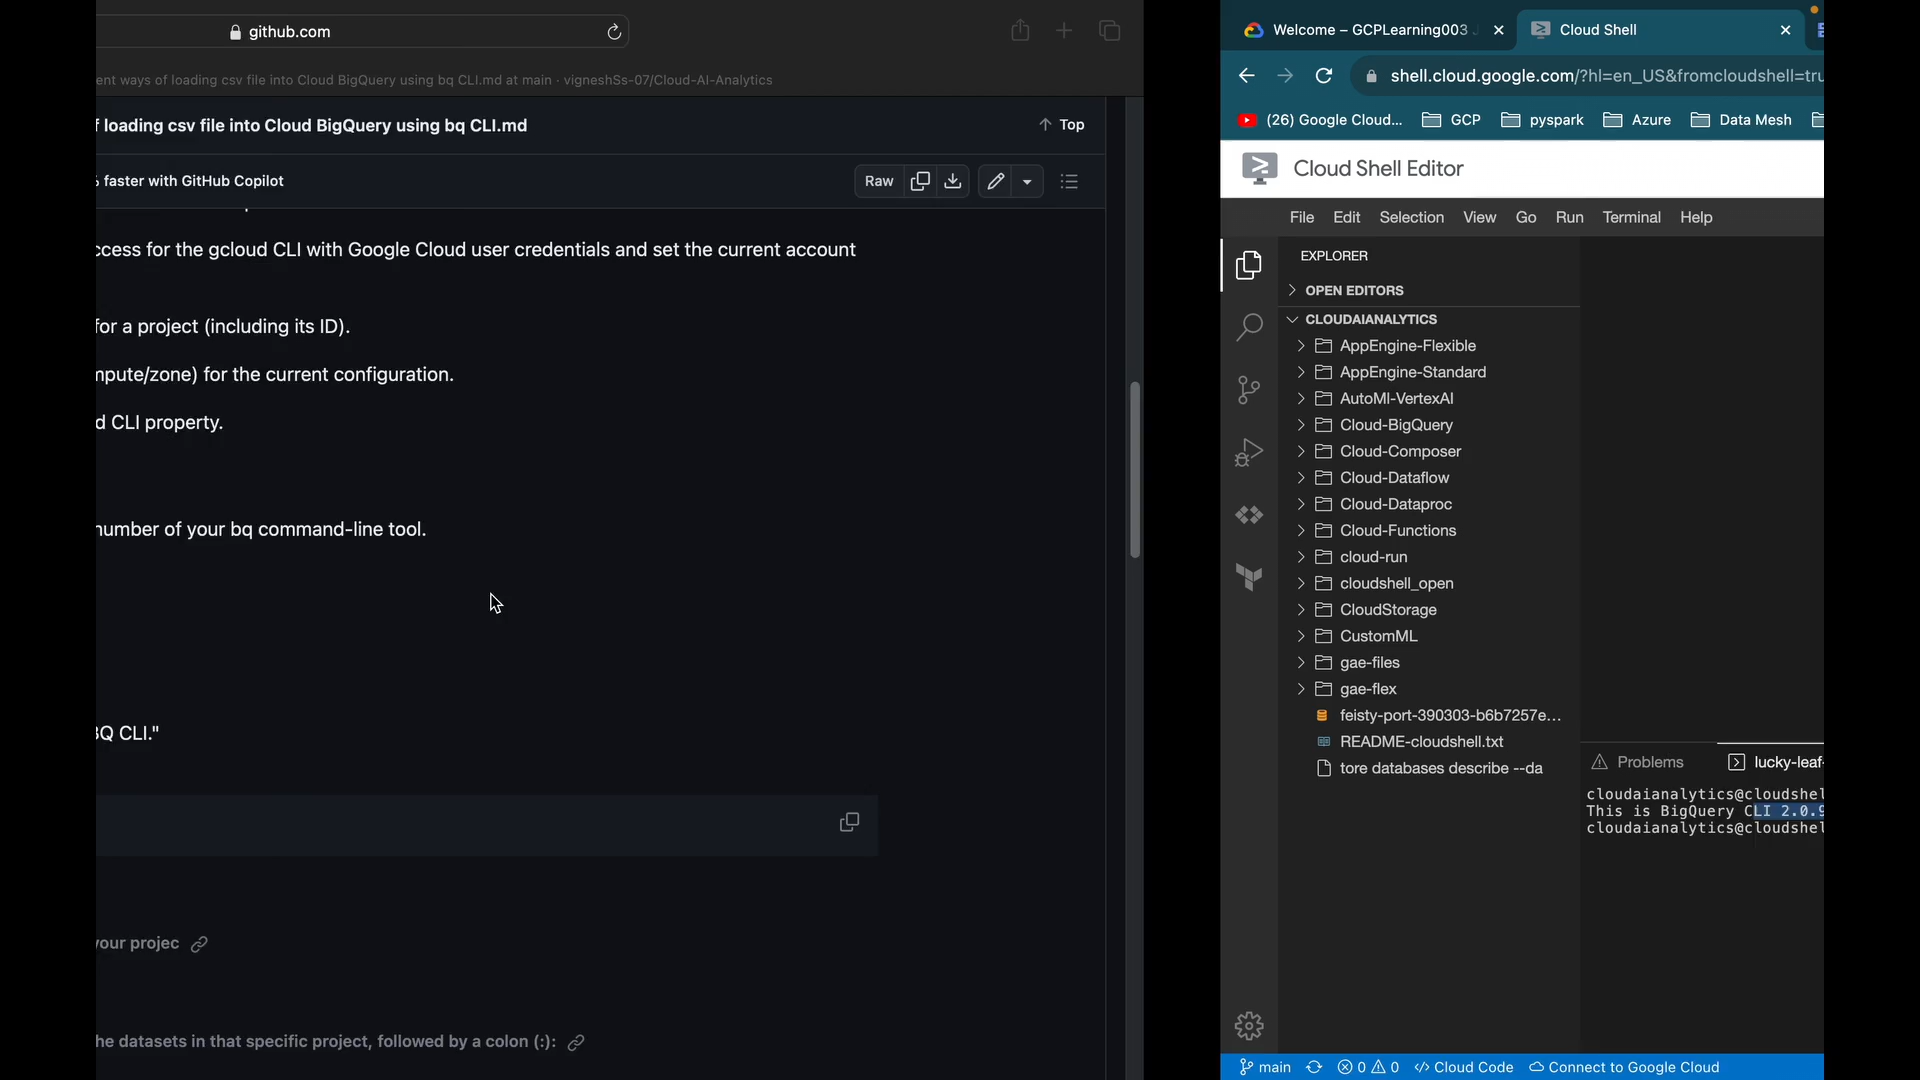 github.com
ent ways of loading csv file into Cloud BigQuery using bq CLI.md at main · vigneshSs-07/Cloud-AI-Analytics
f loading csv file into Cloud BigQuery using bq CLI.md
Top
faster with GitHub Copilot
Raw
ccess for the gcloud CLI with Google Cloud user credentials and set the current account
for a project (including its ID).
mpute/zone) for the current configuration.
d CLI property.
number of your bq command-line tool.
BQ CLI."
your projec
he datasets in that specific project, followed by a colon (:):
Welcome – GCPLearning003
Cloud Shell
shell.cloud.google.com/?hl=en_US&fromcloudshell=tru
(26) Google Cloud...
GCP
pyspark
Azure
Data Mesh
Cloud Shell Editor
File Edit Selection View Go Run Terminal Help
EXPLORER
OPEN EDITORS
CLOUDAIANALYTICS
AppEngine-Flexible
AppEngine-Standard
AutoMl-VertexAI
Cloud-BigQuery
Cloud-Composer
Cloud-Dataflow
Cloud-Dataproc
Cloud-Functions
cloud-run
cloudshell_open
CloudStorage
CustomML
gae-files
gae-flex
feisty-port-390303-b6b7257e...
README-cloudshell.txt
tore databases describe --da
Problems
lucky-leaf-
cloudaianalytics@cloudshel
This is BigQuery CLI 2.0.9
cloudaianalytics@cloudshel
main 0 0 Cloud Code Connect to Google Cloud